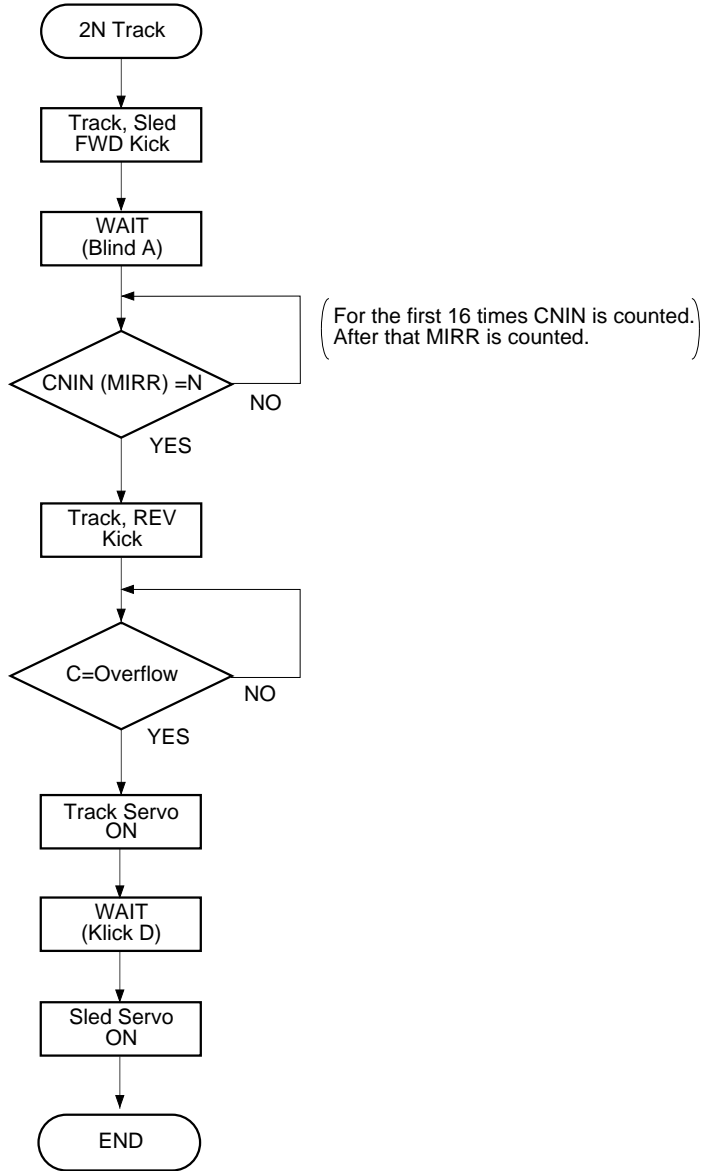 2N Track
Track, Sled
FWD Kick
WAIT
(Blind A)
For the first 16 times CNIN is counted.
After that MIRR is counted.
CNIN (MIRR) =N
NO
YES
Track, REV
Kick
C=Overflow
NO
YES
Track Servo
ON
WAIT
(Klick D)
Sled Servo
ON
END